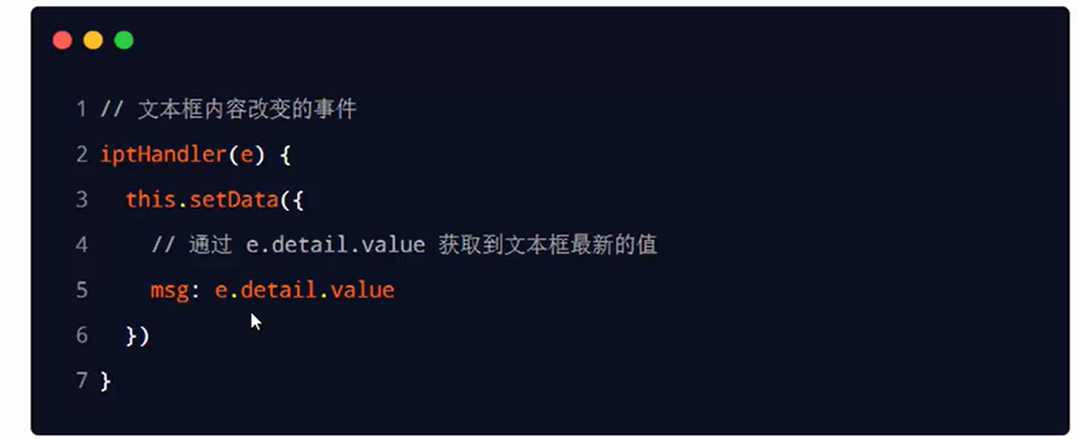 1 // 文本框内容改变的事件
2 iptHandler(e) {
3 this.setData({
4 // 通过 e.detail.value 获取到文本框最新的值
5 msg: e.detail.value
6 })
7 }